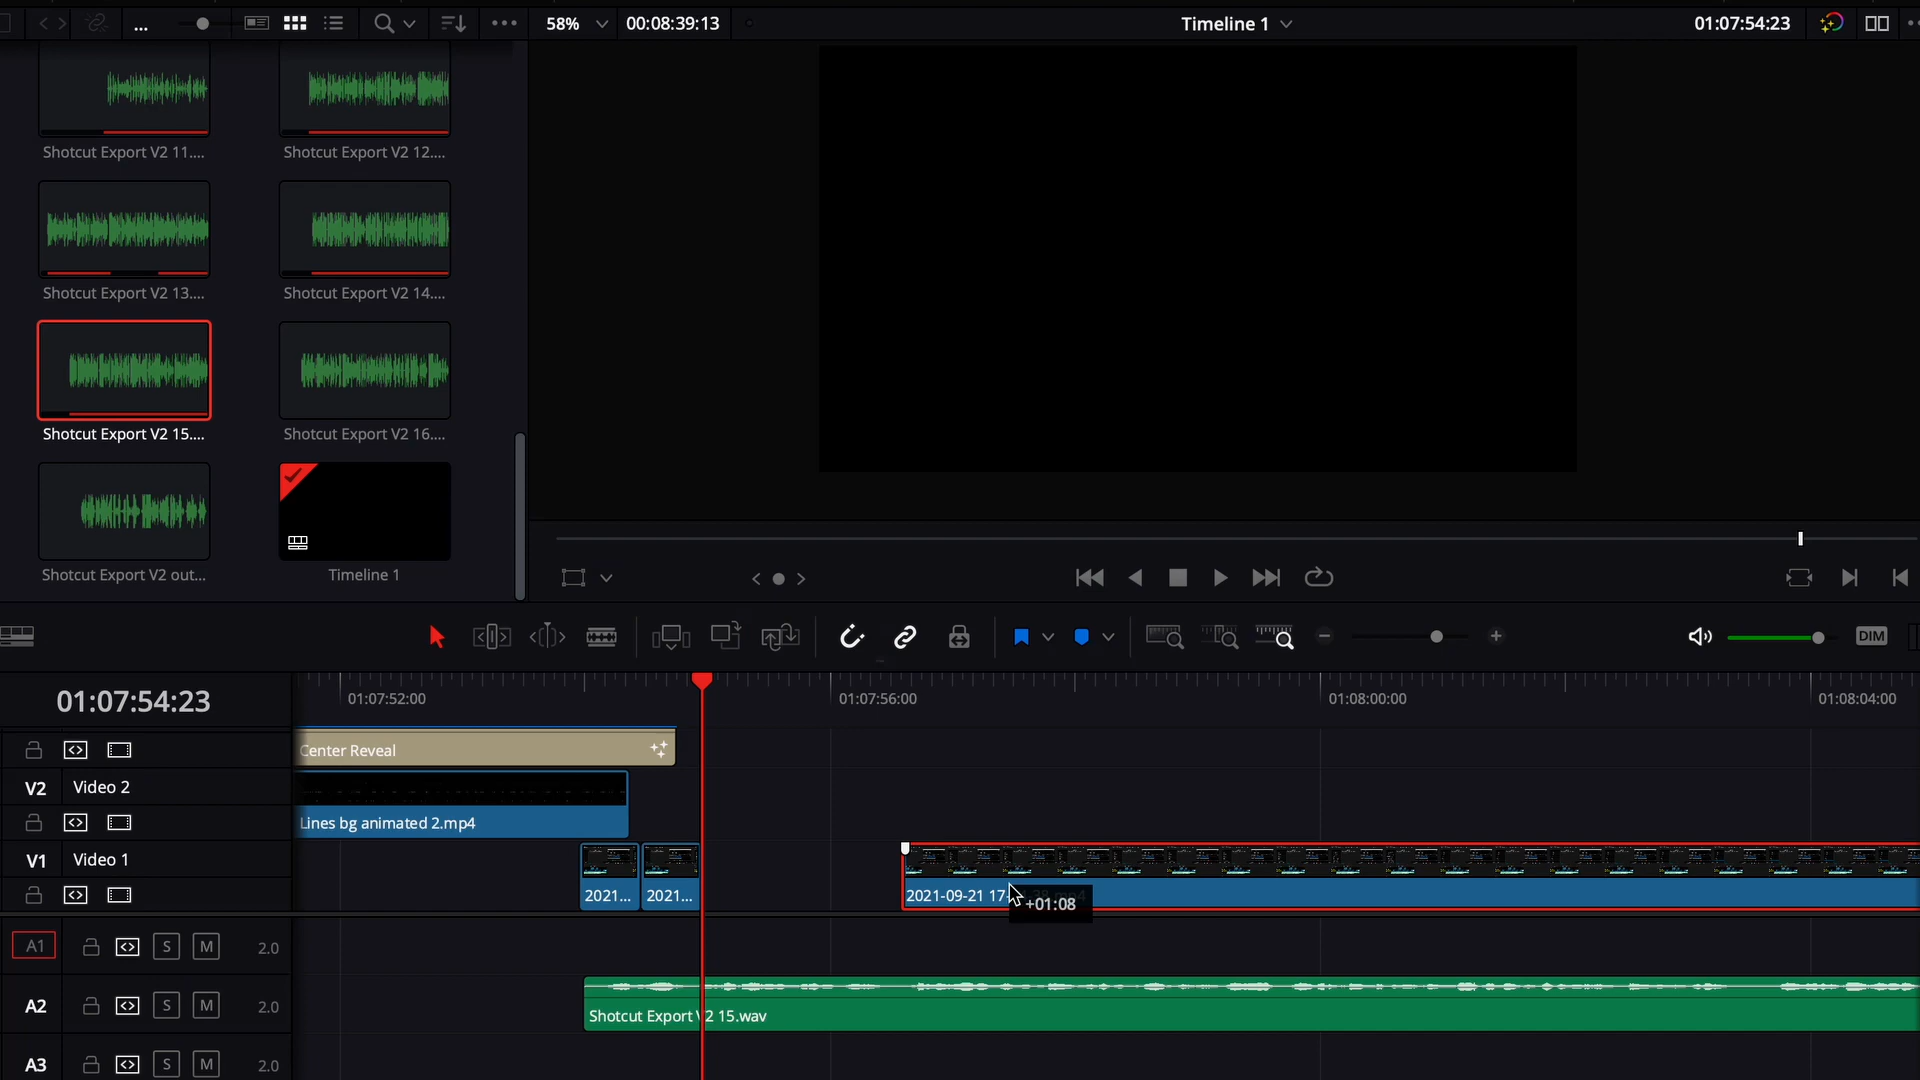 ...
58%
00:08:39:13
Timeline 1
01:07:54:23
Shotcut Export V2 11....
Shotcut Export V2 12....
Shotcut Export V2 13....
Shotcut Export V2 14....
Shotcut Export V2 15....
Shotcut Export V2 16....
Shotcut Export V2 out...
Timeline 1
DIM
01:07:54:23
01:07:52:00
01:07:56:00
01:08:00:00
01:08:04:00
Center Reveal
V2 Video 2
Lines bg animated 2.mp4
V1 Video 1
2021...
2021...
2021-09-21 17-
38.mp4
+01:08
A1 S M 2.0
A2 S M 2.0
Shotcut Export V2 15.wav
A3 S M 2.0